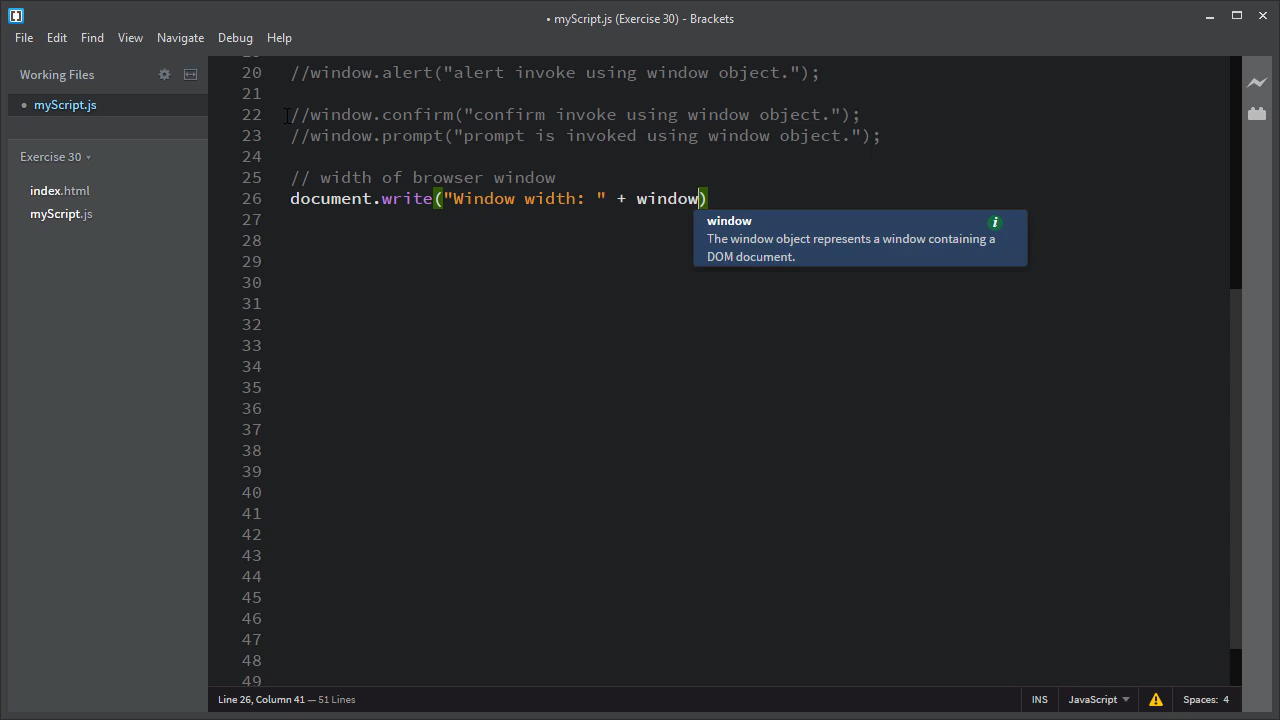 • myScript.js (Exercise 30) - Brackets
File Edit Find View Navigate Debug Help
Working Files
• myScript.js
Exercise 30
index.html
myScript.js
20 //window.alert("alert invoke using window object.");
21
22 //window.confirm("confirm invoke using window object.");
23 //window.prompt("prompt is invoked using window object.");
24
25 // width of browser window
26 document.write("Window width: " + window)
window
The window object represents a window containing a
DOM document.
27
28
29
30
31
32
33
34
35
36
37
38
39
40
41
42
43
44
45
46
47
48
49
Line 26, Column 41 — 51 Lines
INS JavaScript Spaces: 4